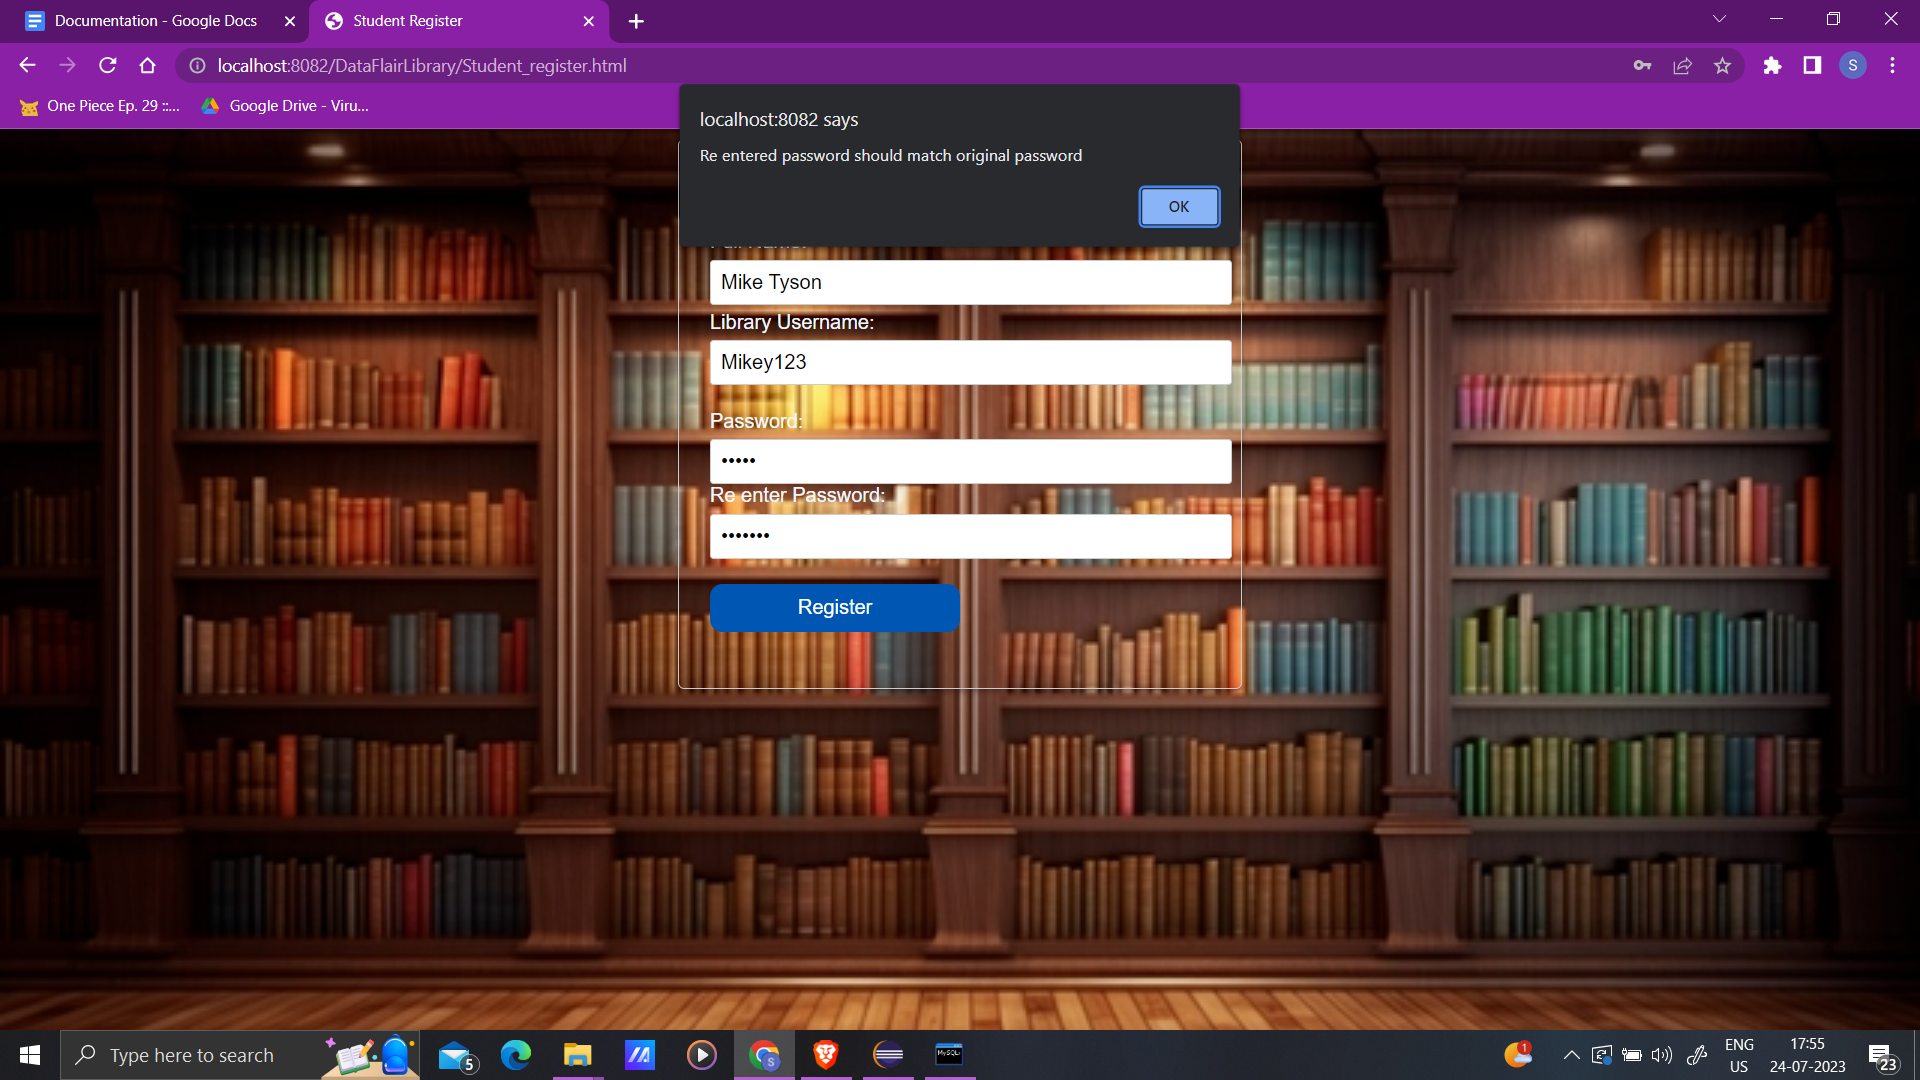 Documentation - Google Docs
Student Register
localhost:8082/DataFlairLibrary/Student_register.html
S
One Piece Ep. 29 ::...
Google Drive - Viru...
localhost:8082 says
Re entered password should match original password
OK
Mike Tyson
Library Username:
Mikey123
Password:
•••••
Re enter Password:
•••••••
Register
Type here to search
5
S
MySQL
1
ENG
US
17:55
24-07-2023
23